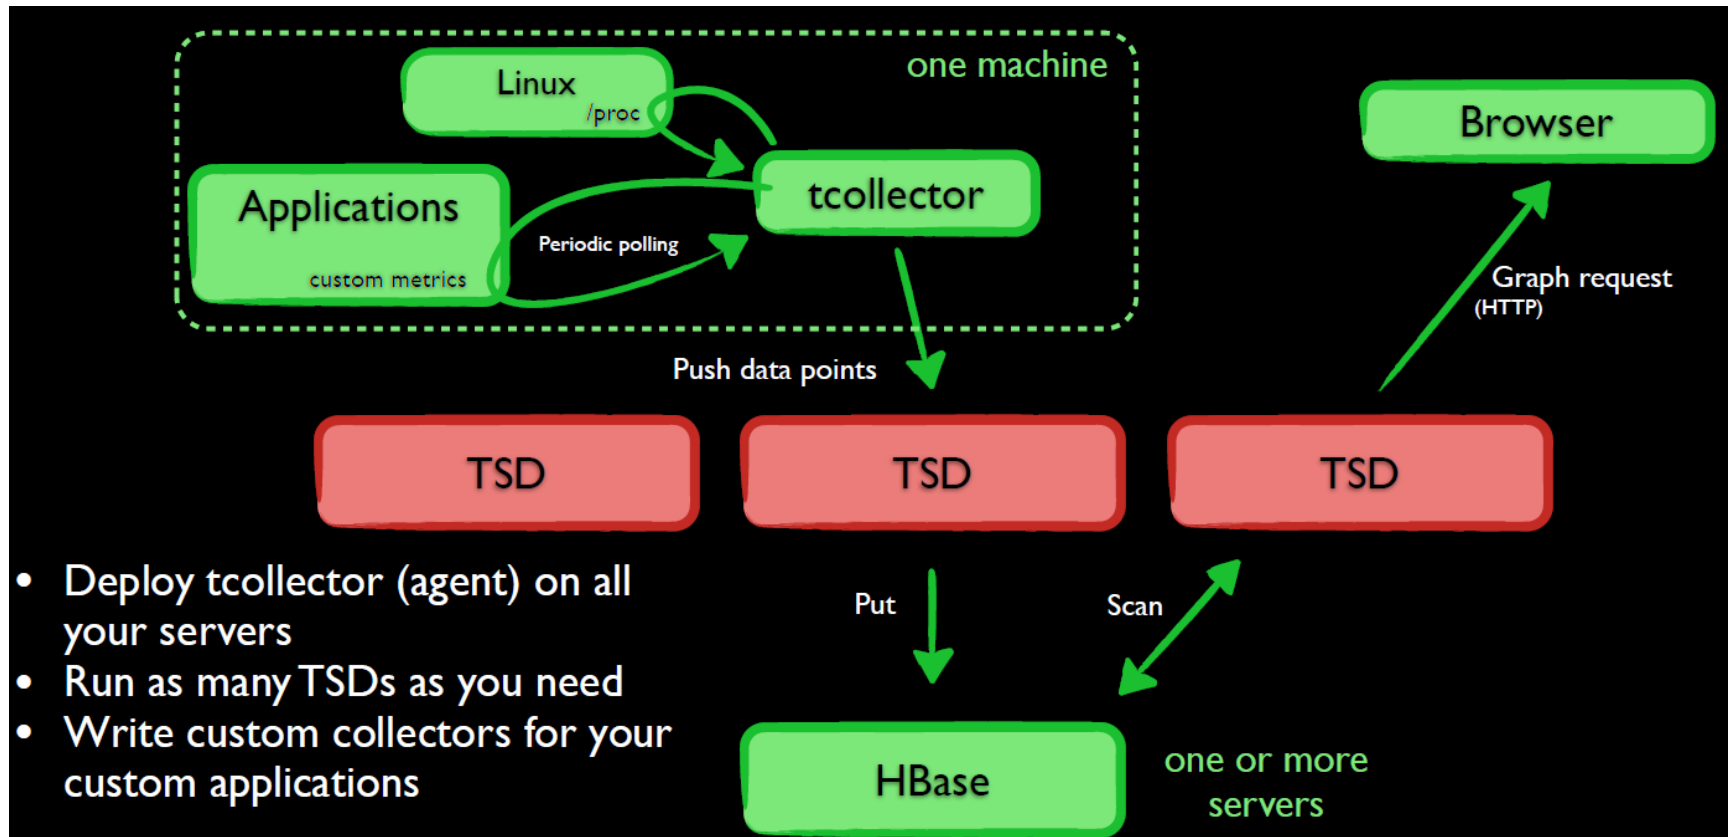 one machine
Linux
/proc
Browser
tcollector
Applications
Periodic polling
custom metrics
Graph request
(HTTP)
Push data points
TSD
TSD
TSD
• Deploy tcollector (agent) on all
your servers
• Run as many TSDs as you need
• Write custom collectors for your
custom applications
Put
Scan
HBase
one or more
servers